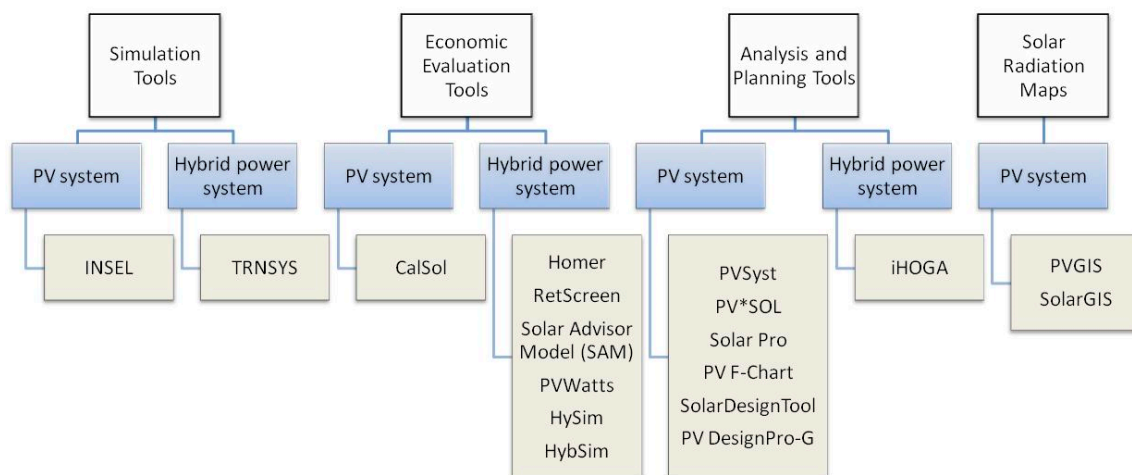 Simulation
Tools
Economic
Evaluation
Tools
Analysis and
Planning Tools
Solar
Radiation
Maps
PV system
Hybrid power
system
PV system
Hybrid power
system
PV system
Hybrid power
system
PV system
INSEL
TRNSYS
CalSol
Homer
RetScreen
Solar Advisor
Model (SAM)
PVWatts
HySim
HybSim
PVSyst
PV*SOL
Solar Pro
PV F-Chart
SolarDesignTool
PV DesignPro-G
iHOGA
PVGIS
SolarGIS